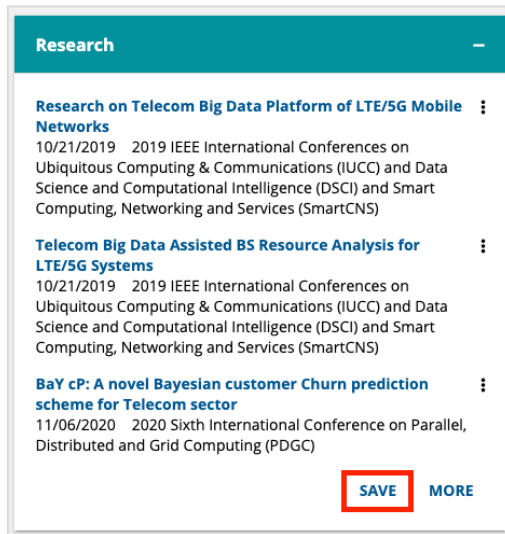 Research
Research on Telecom Big Data Platform of LTE/5G Mobile
Networks
10/21/2019 2019 IEEE International Conferences on
Ubiquitous Computing & Communications (IUCC) and Data
Science and Computational Intelligence (DSCI) and Smart
Computing, Networking and Services (SmartCNS)
Telecom Big Data Assisted BS Resource Analysis for
LTE/5G Systems
10/21/2019 2019 IEEE International Conferences on
Ubiquitous Computing & Communications (IUCC) and Data
Science and Computational Intelligence (DSCI) and Smart
Computing, Networking and Services (SmartCNS)
BaY cP: A novel Bayesian customer Churn prediction
scheme for Telecom sector
11/06/2020 2020 Sixth International Conference on Parallel,
Distributed and Grid Computing (PDGC)
SAVE MORE